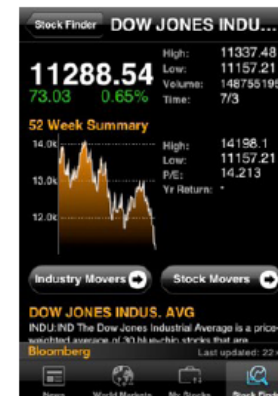 Stock Finder DOW JONES INDU...
11288.54
73.03 0.65%
High: 11337.48
Low: 11157.21
Volume: 148755195
Time: 7/3
52 Week Summary
14.0k
13.0k
12.0k
High: 14198.1
Low: 11157.21
P/E: 14.213
Yr Return: *
Industry Movers Stock Movers
DOW JONES INDUS. AVG
INDU:IND The Dow Jones Industrial Average is a price-
weighted average of 30 blue-chip stocks that are
Bloomberg Last updated: 22
News World Markets My Stocks Stock Finder